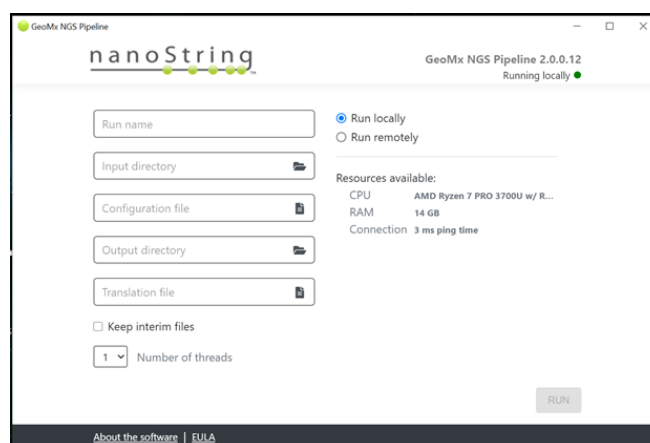 GeoMx NGS Pipeline
nanoString™
GeoMx NGS Pipeline 2.0.0.12
Running locally
Run name
Input directory
Configuration file
Output directory
Translation file
Keep interim files
1 Number of threads
Run locally
Run remotely
Resources available:
CPU AMD Ryzen 7 PRO 3700U w/ R...
RAM 14 GB
Connection 3 ms ping time
RUN
About the software | EULA